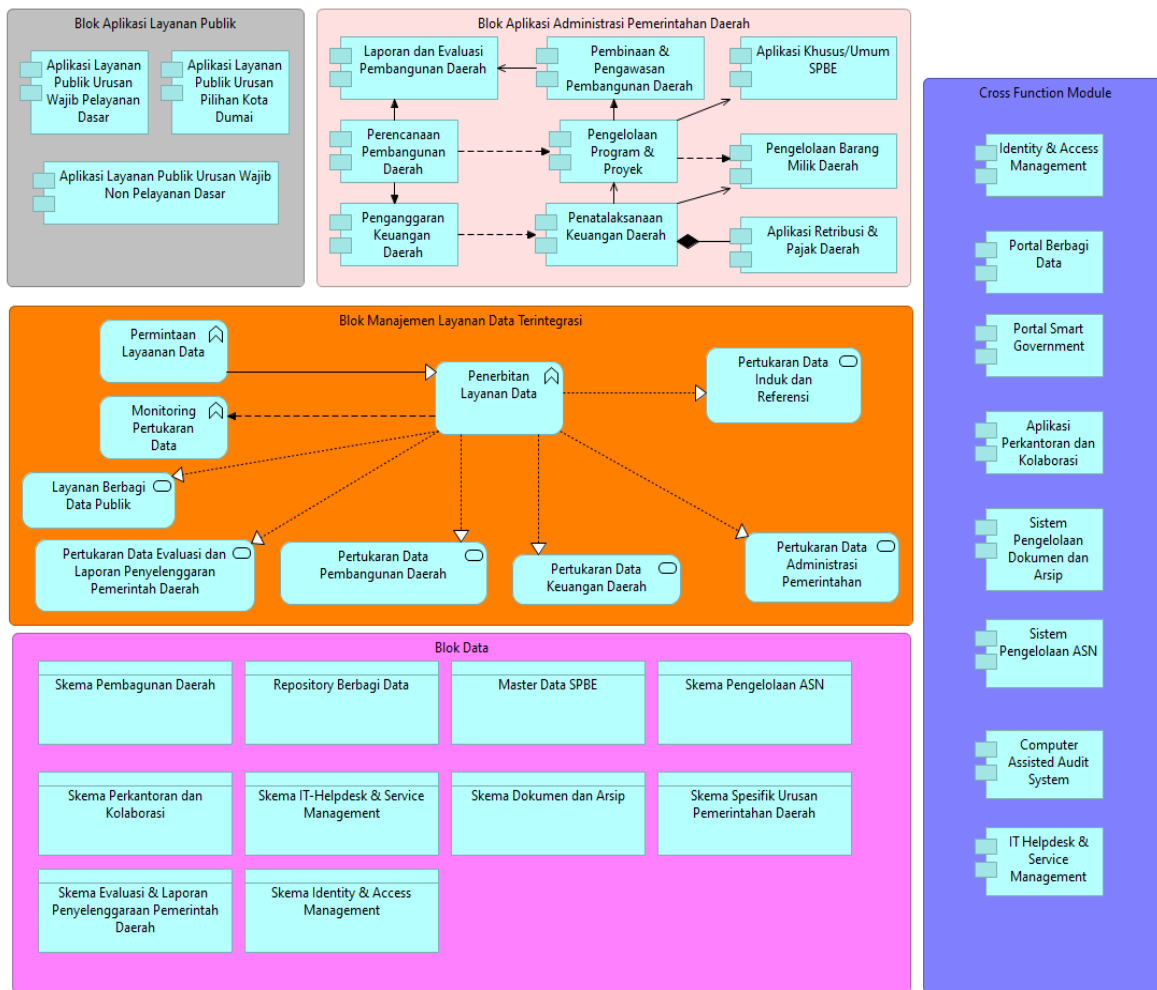 Blok Aplikasi Layanan Publik
Aplikasi Layanan
Publik Urusan
Wajib Pelayanan
Dasar
Aplikasi Layanan
Publik Urusan
Pilihan Kota
Dumai
Aplikasi Layanan Publik Urusan Wajib
Non Pelayanan Dasar
Blok Aplikasi Administrasi Pemerintahan Daerah
Laporan dan Evaluasi
Pembangunan Daerah
Pembinaan &
Pengawasan
Pembangunan Daerah
Aplikasi Khusus/Umum
SPBE
Perencanaan
Pembangunan
Daerah
Pengelolaan
Program &
Proyek
Pengelolaan Barang
Milik Daerah
Penganggaran
Keuangan
Daerah
Penatalaksanaan
Keuangan Daerah
Aplikasi Retribusi &
Pajak Daerah
Cross Function Module
Identity & Access
Management
Portal Berbagi
Data
Portal Smart
Government
Aplikasi
Perkantoran dan
Kolaborasi
Sistem
Pengelolaan
Dokumen dan
Arsip
Sistem
Pengelolaan ASN
Computer
Assisted Audit
System
IT Helpdesk &
Service
Management
Blok Manajemen Layanan Data Terintegrasi
Permintaan
Layaanan Data
Penerbitan
Layanan Data
Pertukaran Data
Induk dan
Referensi
Monitoring
Pertukaran
Data
Layanan Berbagi
Data Publik
Pertukaran Data Evaluasi dan
Laporan Penyelenggaran
Pemerintah Daerah
Pertukaran Data
Pembangunan Daerah
Pertukaran Data
Keuangan Daerah
Pertukaran Data
Administrasi
Pemerintahan
Blok Data
Skema Pembagunan Daerah
Repository Berbagi Data
Master Data SPBE
Skema Pengelolaan ASN
Skema Perkantoran dan
Kolaborasi
Skema IT-Helpdesk & Service
Management
Skema Dokumen dan Arsip
Skema Spesifik Urusan
Pemerintahan Daerah
Skema Evaluasi & Laporan
Penyelenggaraan Pemerintah
Daerah
Skema Identity & Access
Management